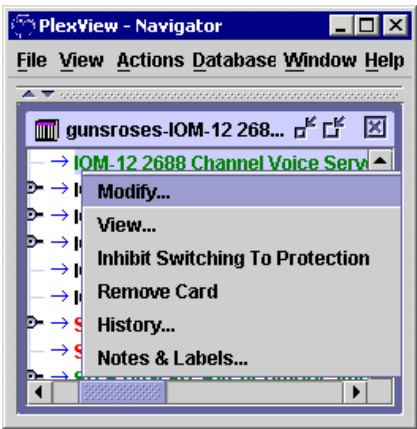 PlexView - Navigator
File View Actions Database Window Help
gunsroses-IOM-12 268...
IOM-12 2688 Channel Voice Serv
Modify...
View...
Inhibit Switching To Protection
Remove Card
History...
Notes & Labels...